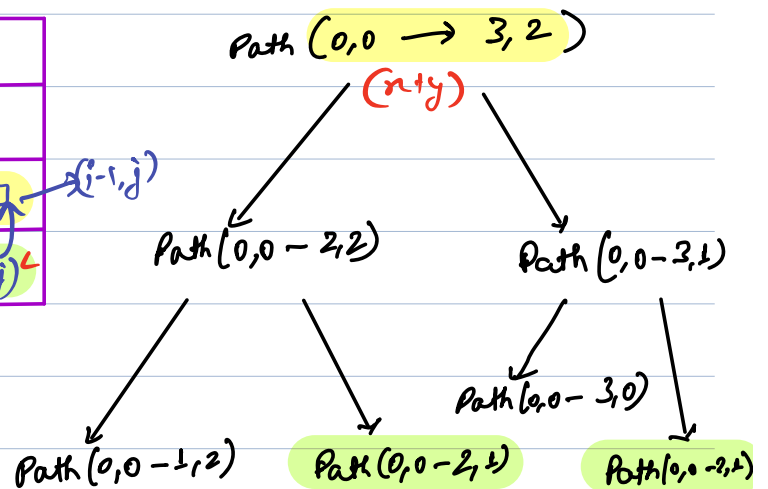 Path (0,0 → 3,2)
(x+y)
(i-1,j)
Path (0,0 - 2,2)
Path (0,0 - 3,1)
Path (0,0 - 3,0)
Path (0,0 - 1,2)
Path (0,0 - 2,1)
Path (0,0 - 2,1)